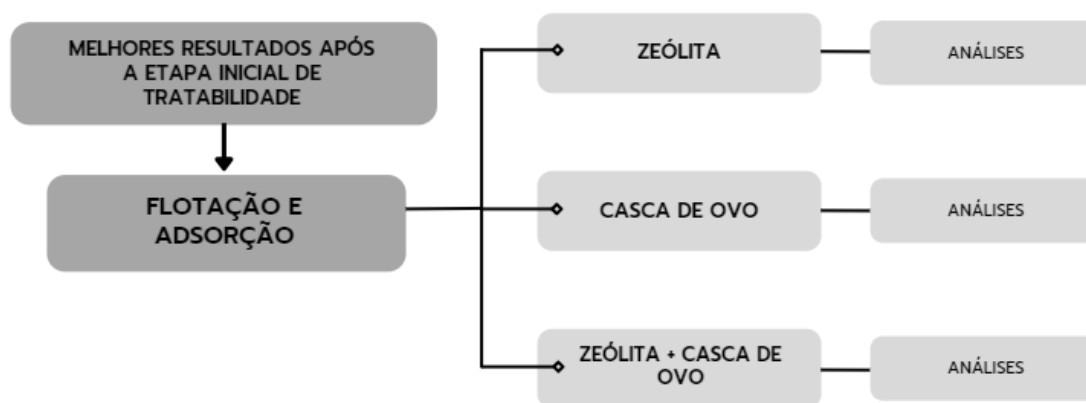 MELHORES RESULTADOS APÓS
A ETAPA INICIAL DE
TRATABILIDADE
FLOTAÇÃO E
ADSORÇÃO
ZEÓLITA
ANÁLISES
CASCA DE OVO
ANÁLISES
ZEÓLITA + CASCA DE
OVO
ANÁLISES